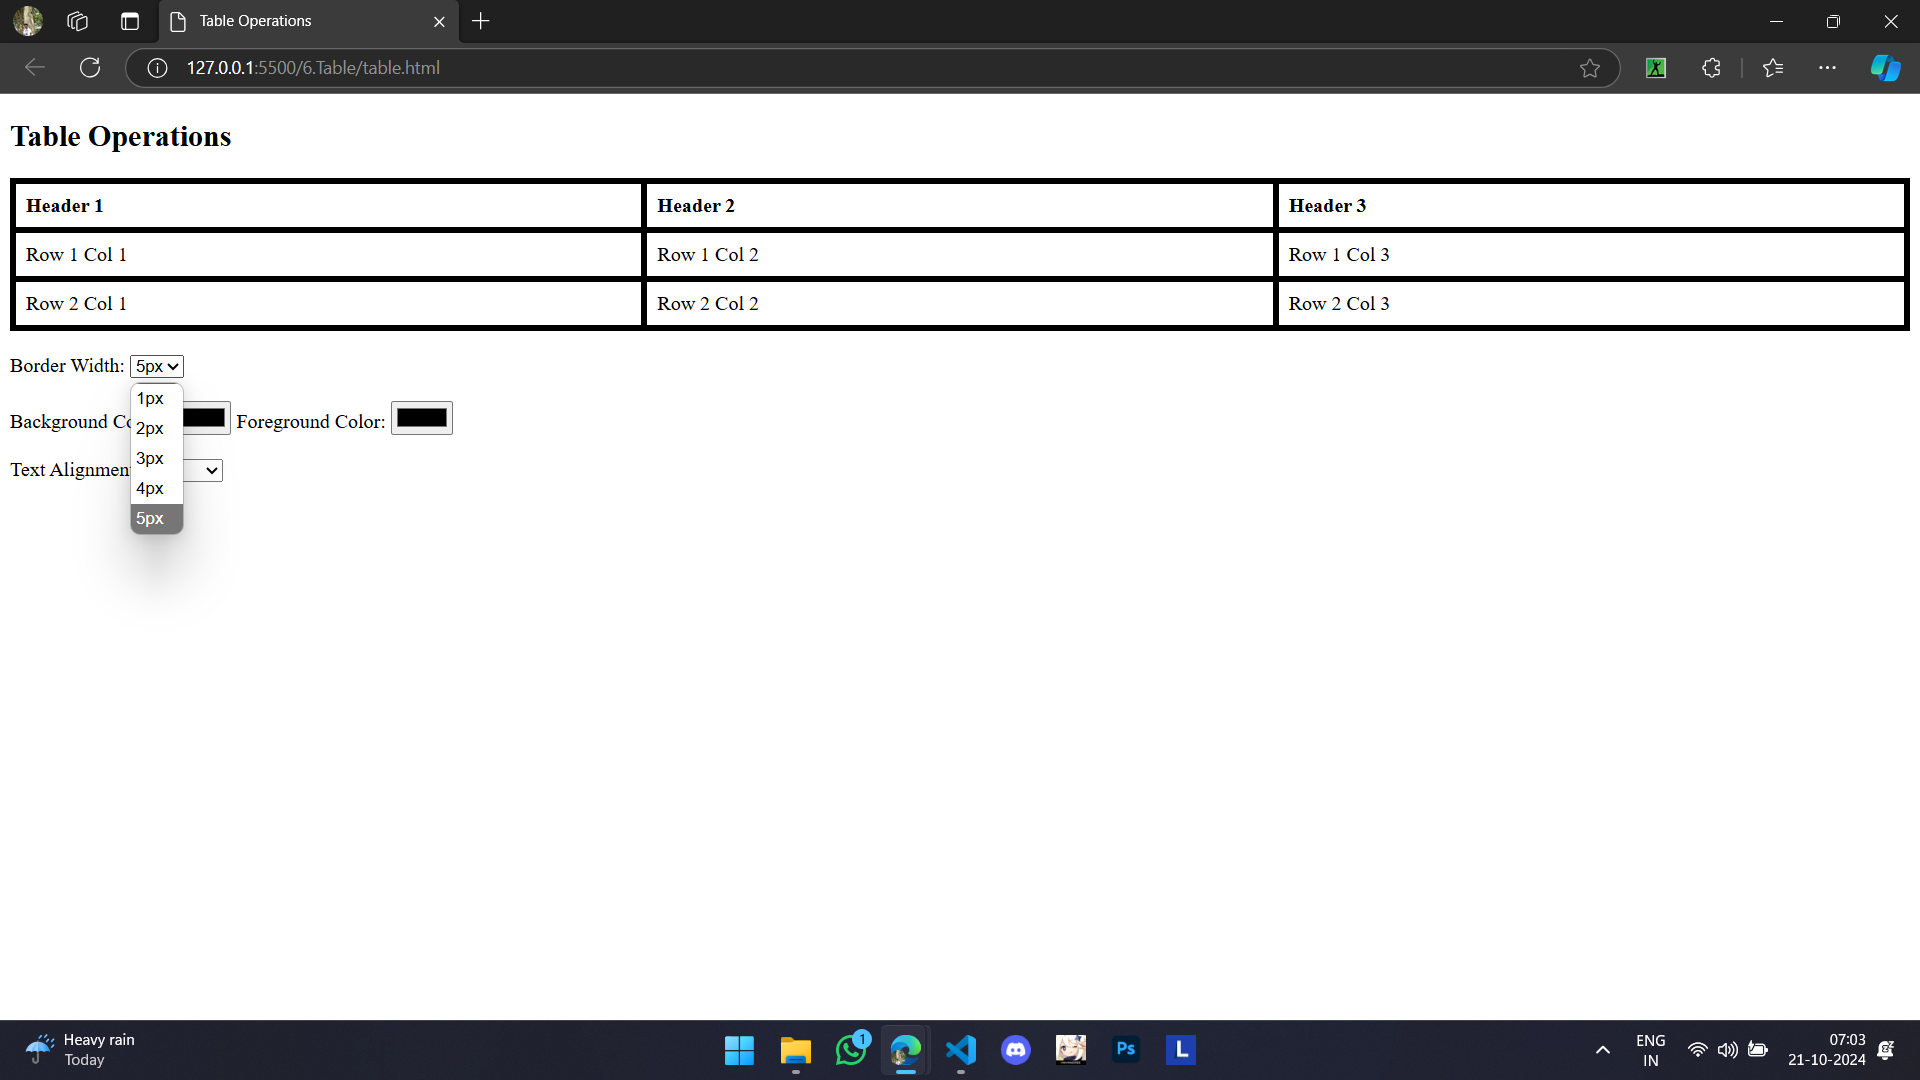 Table Operations
127.0.0.1:5500/6.Table/table.html
Table Operations
Header 1 Header 2 Header 3
Row 1 Col 1 Row 1 Col 2 Row 1 Col 3
Row 2 Col 1 Row 2 Col 2 Row 2 Col 3
Border Width: 5px
1px
Background Co Foreground Color:
2px
3px
Text Alignmen
4px
5px
Heavy rain
Today
1
Ps
L
ENG
IN
07:03
21-10-2024